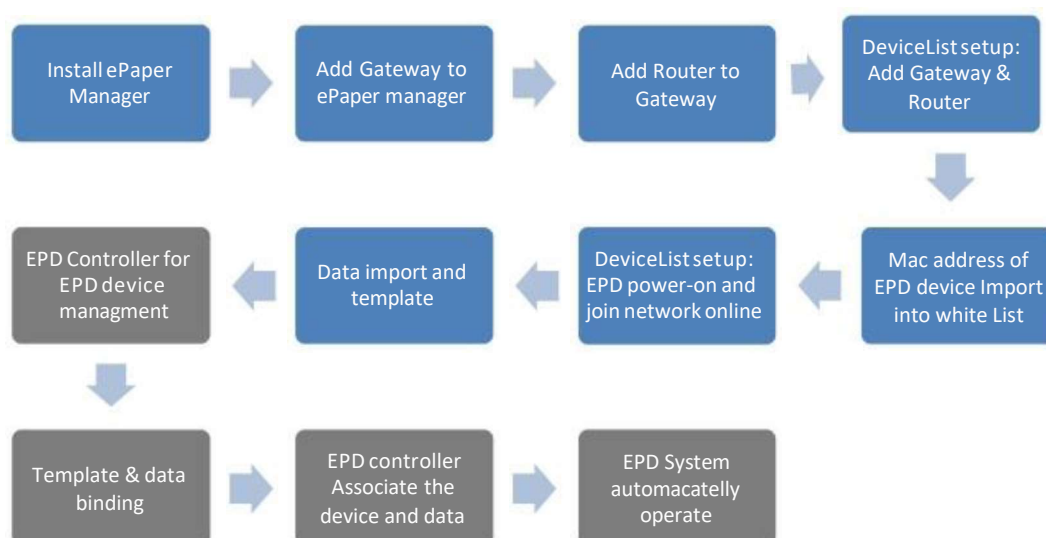 Install ePaper
Manager
Add Gateway to
ePaper manager
Add Router to
Gateway
DeviceList setup:
Add Gateway &
Router
EPD Controller for
EPD device
managment
Data import and
template
DeviceList setup:
EPD power-on and
join network online
Mac address of
EPD device Import
into white List
Template & data
binding
EPD controller
Associate the
device and data
EPD System
automacatelly
operate